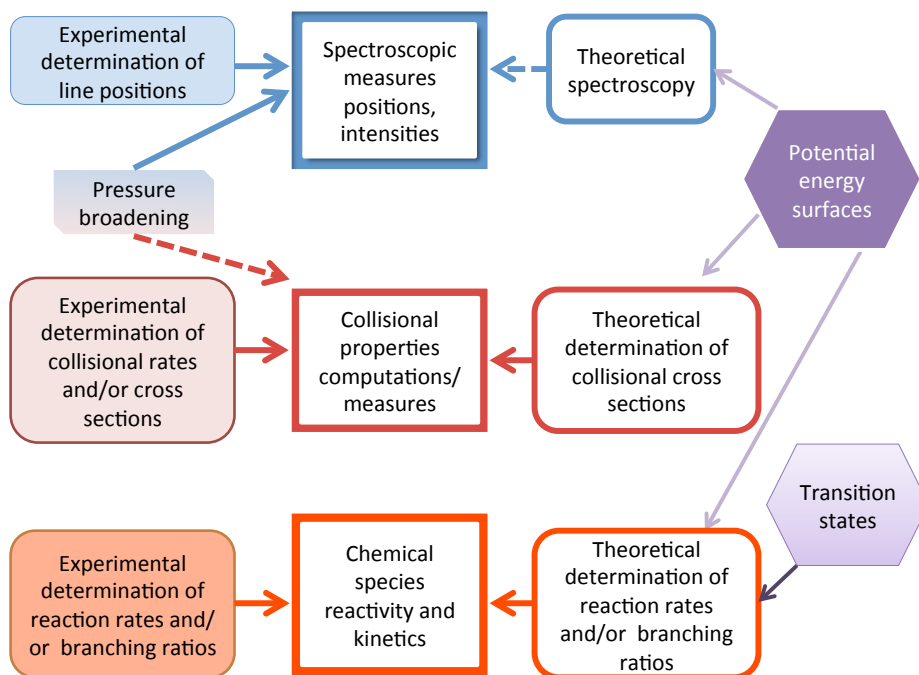 Experimental
determination of
line positions
Spectroscopic
measures
positions,
intensities
Theoretical
spectroscopy
Potential
energy
surfaces
Pressure
broadening
Experimental
determination of
collisional rates
and/or cross
sections
Collisional
properties
computations/
measures
Theoretical
determination of
collisional cross
sections
Transition
states
Experimental
determination of
reaction rates and/
or branching ratios
Chemical
species
reactivity and
kinetics
Theoretical
determination of
reaction rates
and/or branching
ratios